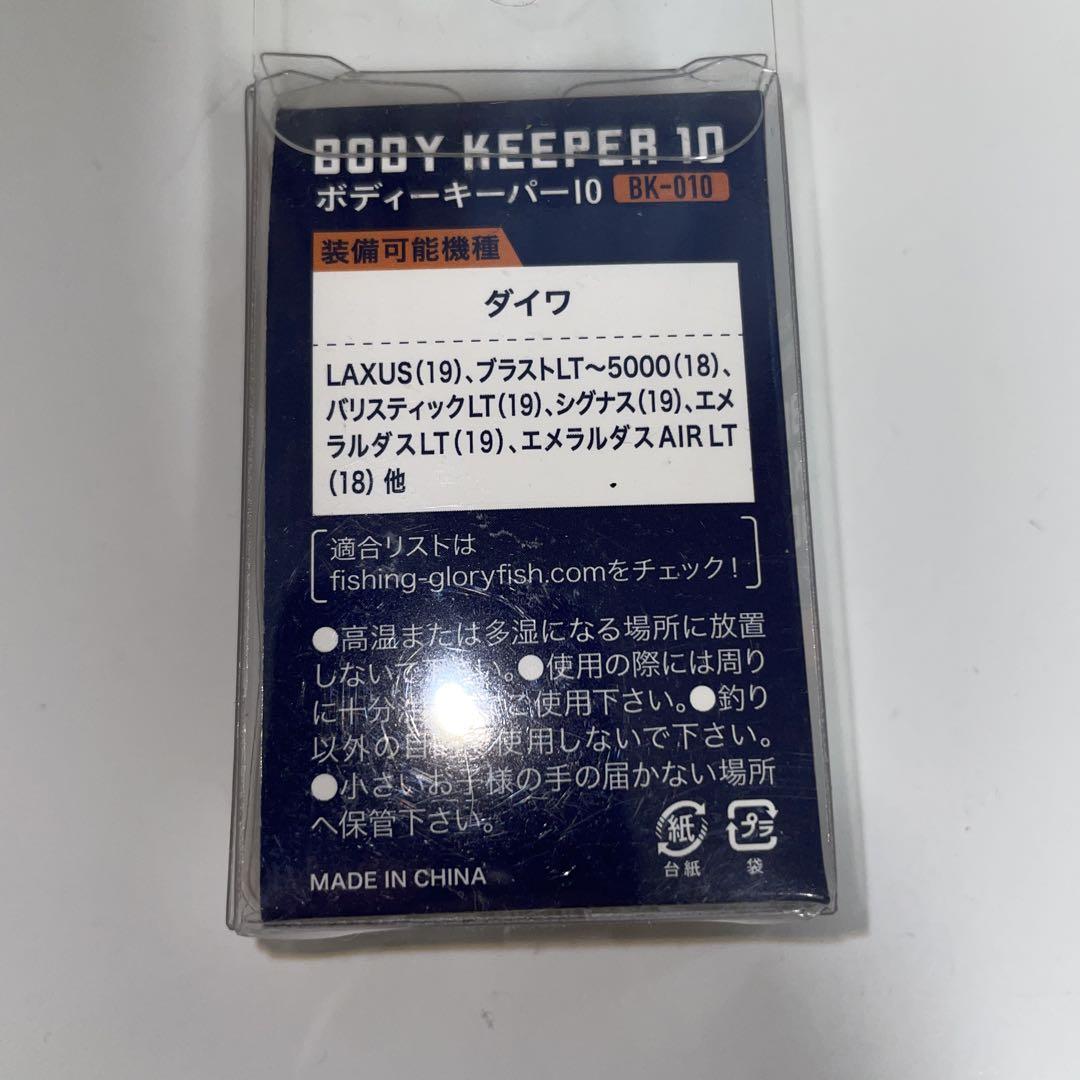 BODY KEEPER 10
ボディーキーパー10 BK-010
装備可能機種
ダイワ
LAXUS(19)、ブラストLT〜5000(18)、
バリスティックLT(19)、シグナス(19)、エメ
ラルダスLT(19)、エメラルダスAIR LT
(18) 他
適合リストは
fishing-gloryfish.comをチェック!
●高温または多湿になる場所に放置
しないで下さい。●使用の際には周り
に十分 ご使用下さい。●釣り
以外の目的 使用しないで下さい。
●小さいお子様の手の届かない場所
へ保管下さい。
紙 プラ
台紙 袋
MADE IN CHINA